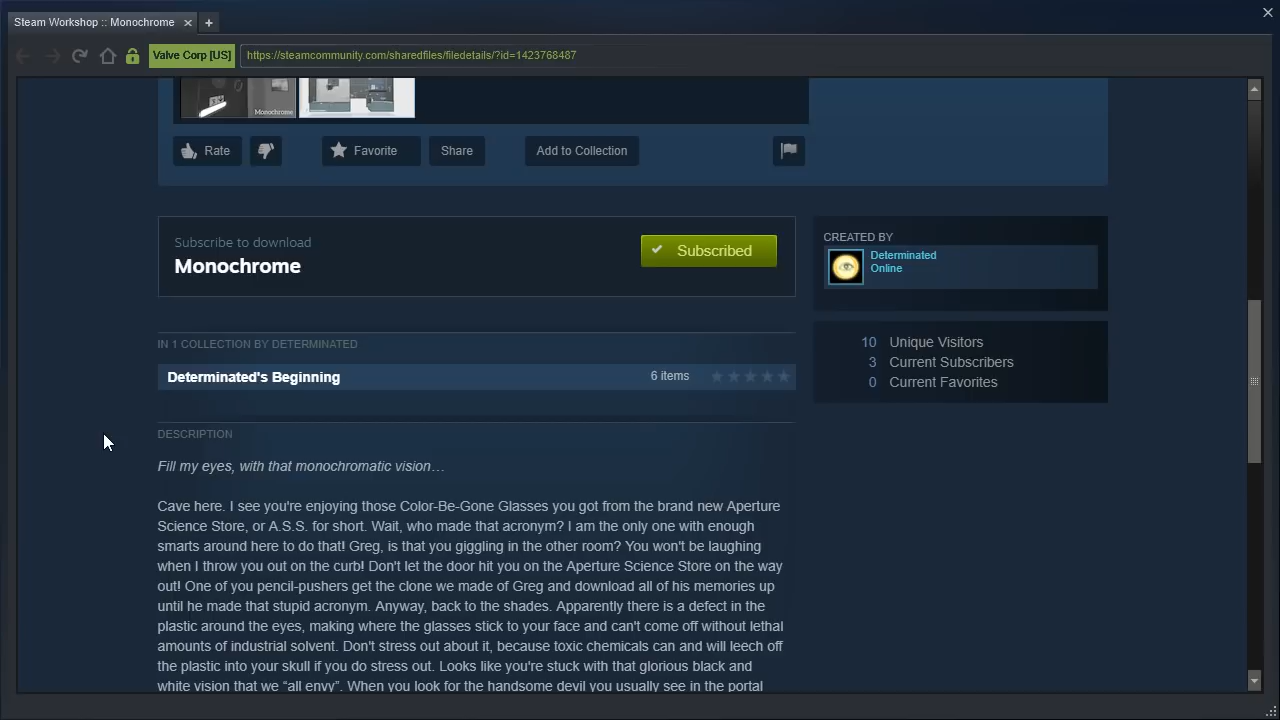 Steam Workshop :: Monochrome
Valve Corp [US]
https://steamcommunity.com/sharedfiles/filedetails/?id=1423768487
Monochrome
Rate
Favorite
Share
Add to Collection
Subscribe to download
Monochrome
Subscribed
CREATED BY
Determinated
Online
10 Unique Visitors
3 Current Subscribers
0 Current Favorites
IN 1 COLLECTION BY DETERMINATED
Determinated's Beginning
6 items
DESCRIPTION
Fill my eyes, with that monochromatic vision…
Cave here. I see you're enjoying those Color-Be-Gone Glasses you got from the brand new Aperture
Science Store, or A.S.S. for short. Wait, who made that acronym? I am the only one with enough
smarts around here to do that! Greg, is that you giggling in the other room? You won't be laughing
when I throw you out on the curb! Don't let the door hit you on the Aperture Science Store on the way
out! One of you pencil-pushers get the clone we made of Greg and download all of his memories up
until he made that stupid acronym. Anyway, back to the shades. Apparently there is a defect in the
plastic around the eyes, making where the glasses stick to your face and can't come off without lethal
amounts of industrial solvent. Don't stress out about it, because toxic chemicals can and will leech off
the plastic into your skull if you do stress out. Looks like you're stuck with that glorious black and
white vision that we “all envy”. When you look for the handsome devil you usually see in the portal